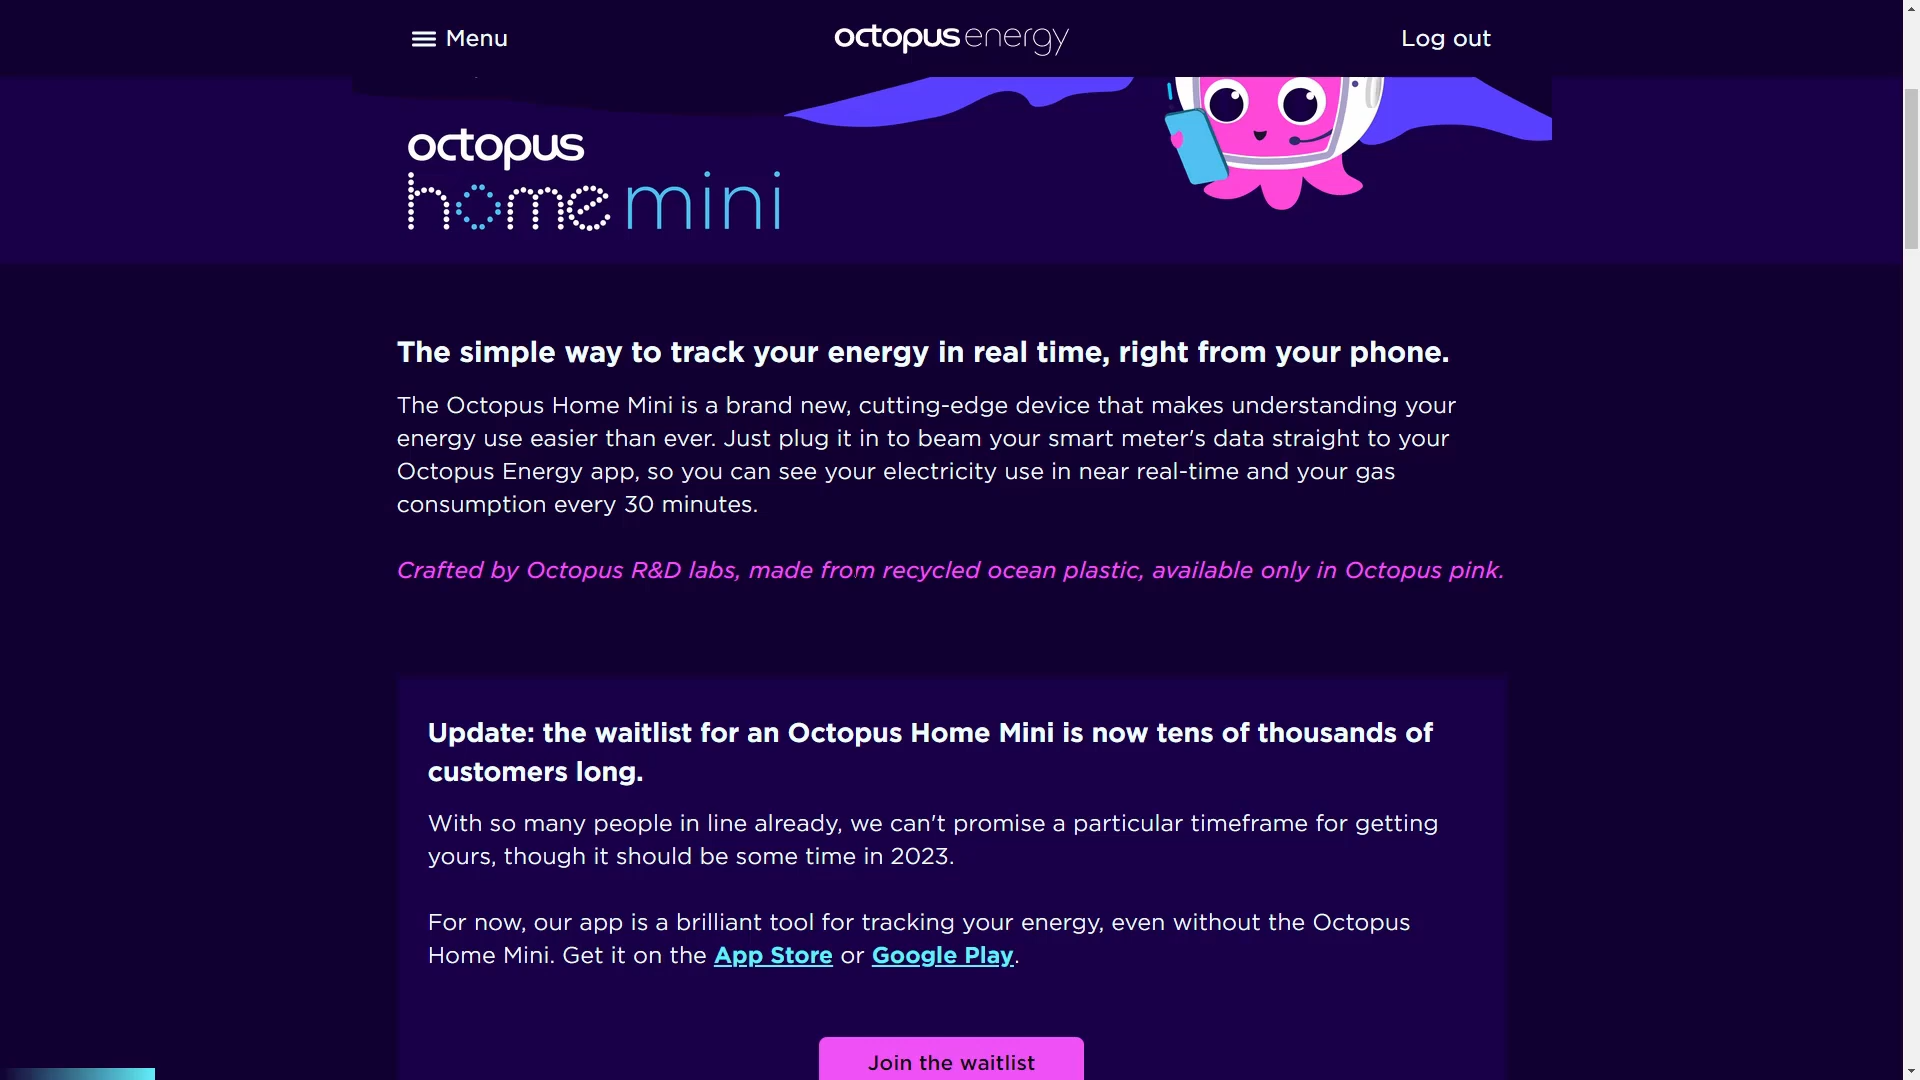 Menu
octopus energy
Log out
octopus
home mini
The simple way to track your energy in real time, right from your phone.
The Octopus Home Mini is a brand new, cutting-edge device that makes understanding your
energy use easier than ever. Just plug it in to beam your smart meter's data straight to your
Octopus Energy app, so you can see your electricity use in near real-time and your gas
consumption every 30 minutes.
Crafted by Octopus R&D labs, made from recycled ocean plastic, available only in Octopus pink.
Update: the waitlist for an Octopus Home Mini is now tens of thousands of
customers long.
With so many people in line already, we can't promise a particular timeframe for getting
yours, though it should be some time in 2023.
For now, our app is a brilliant tool for tracking your energy, even without the Octopus
Home Mini. Get it on the App Store or Google Play.
Join the waitlist